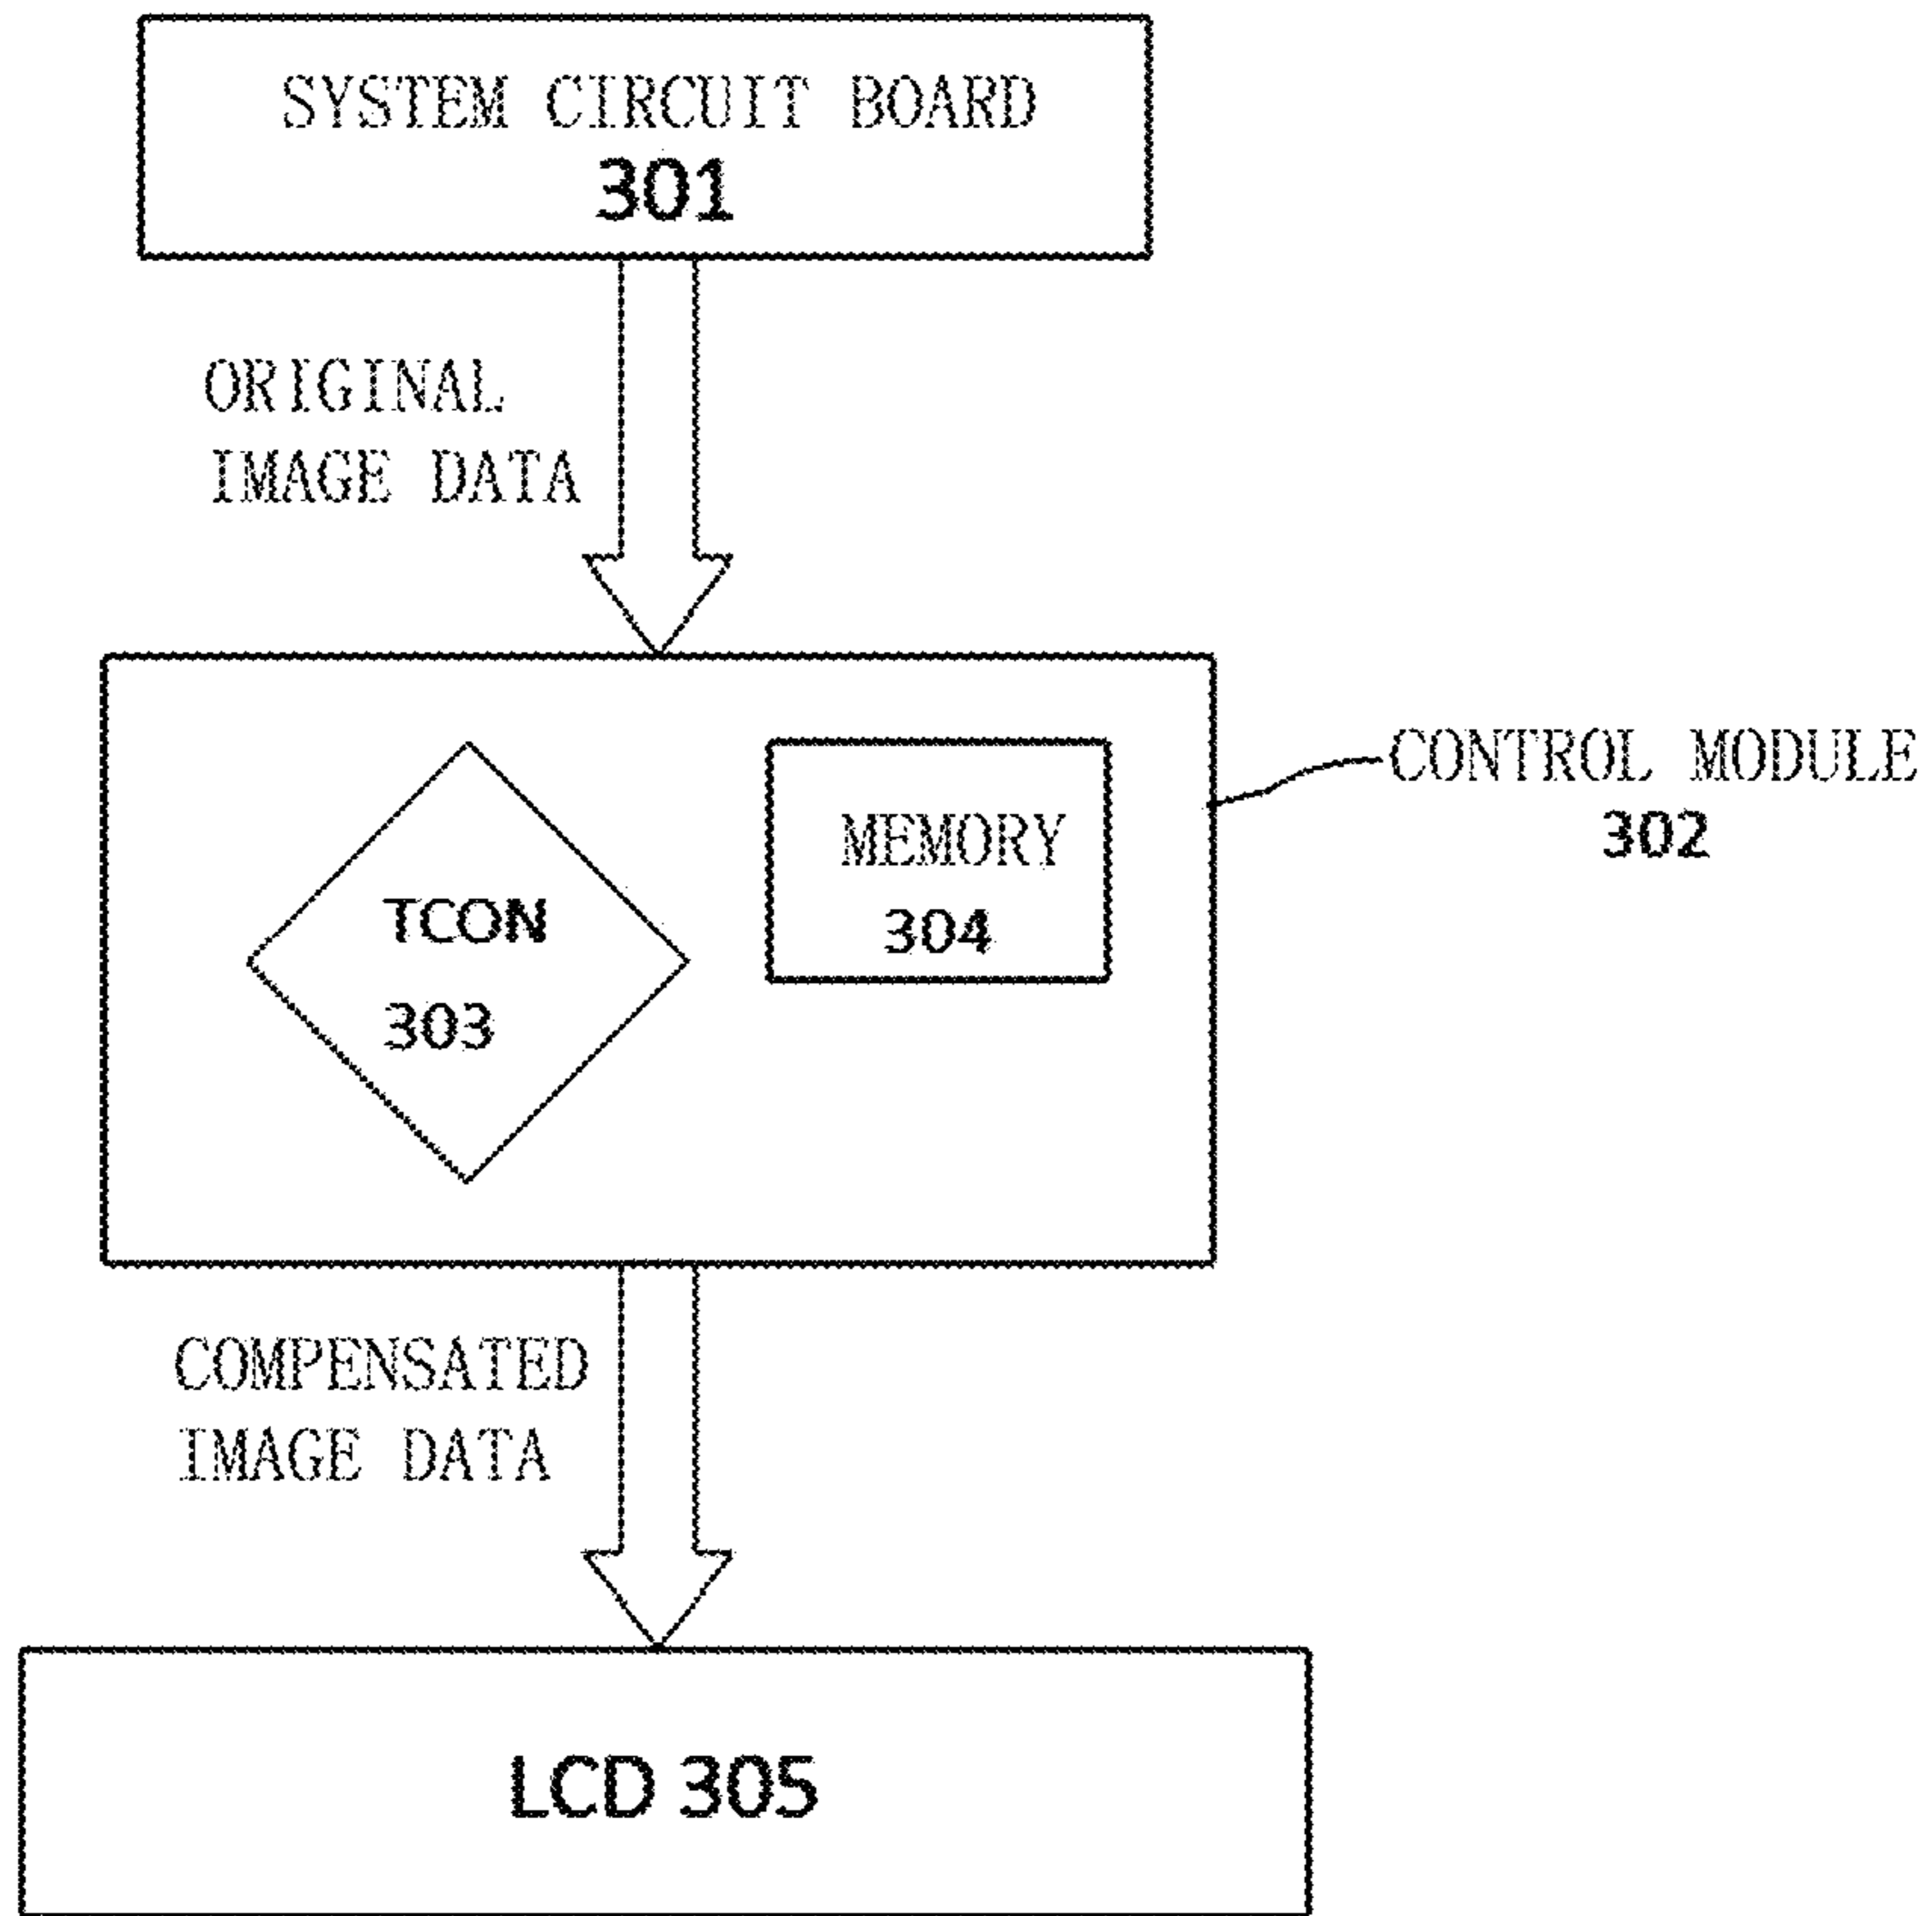 SYSTEM CIRCUIT BOARD
301
ORIGINAL
IMAGE DATA
CONTROL MODULE
302
MEMORY
304
TCON
303
COMPENSATED
IMAGE DATA
LCD 305